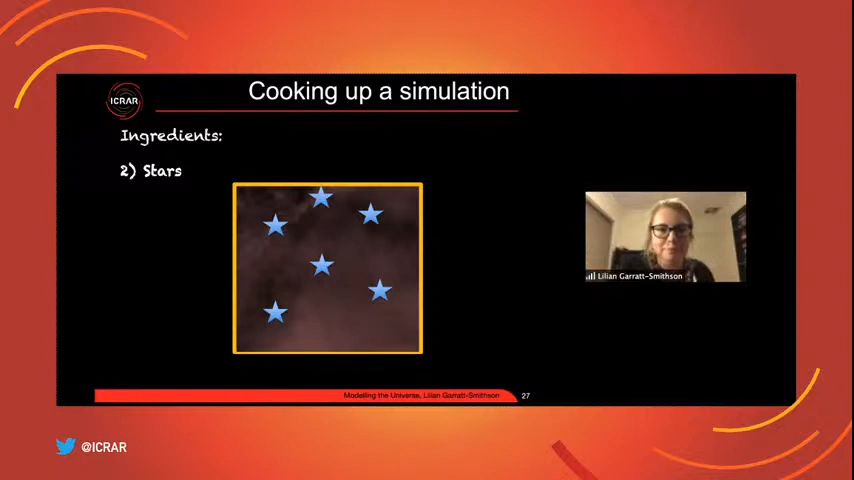 Cooking up a simulation
ICRAR
Ingredients:
2) Stars
Lilian Garratt-Smithson
Modelling the Universe, Lilian Garratt-Smithson
27
@ICRAR